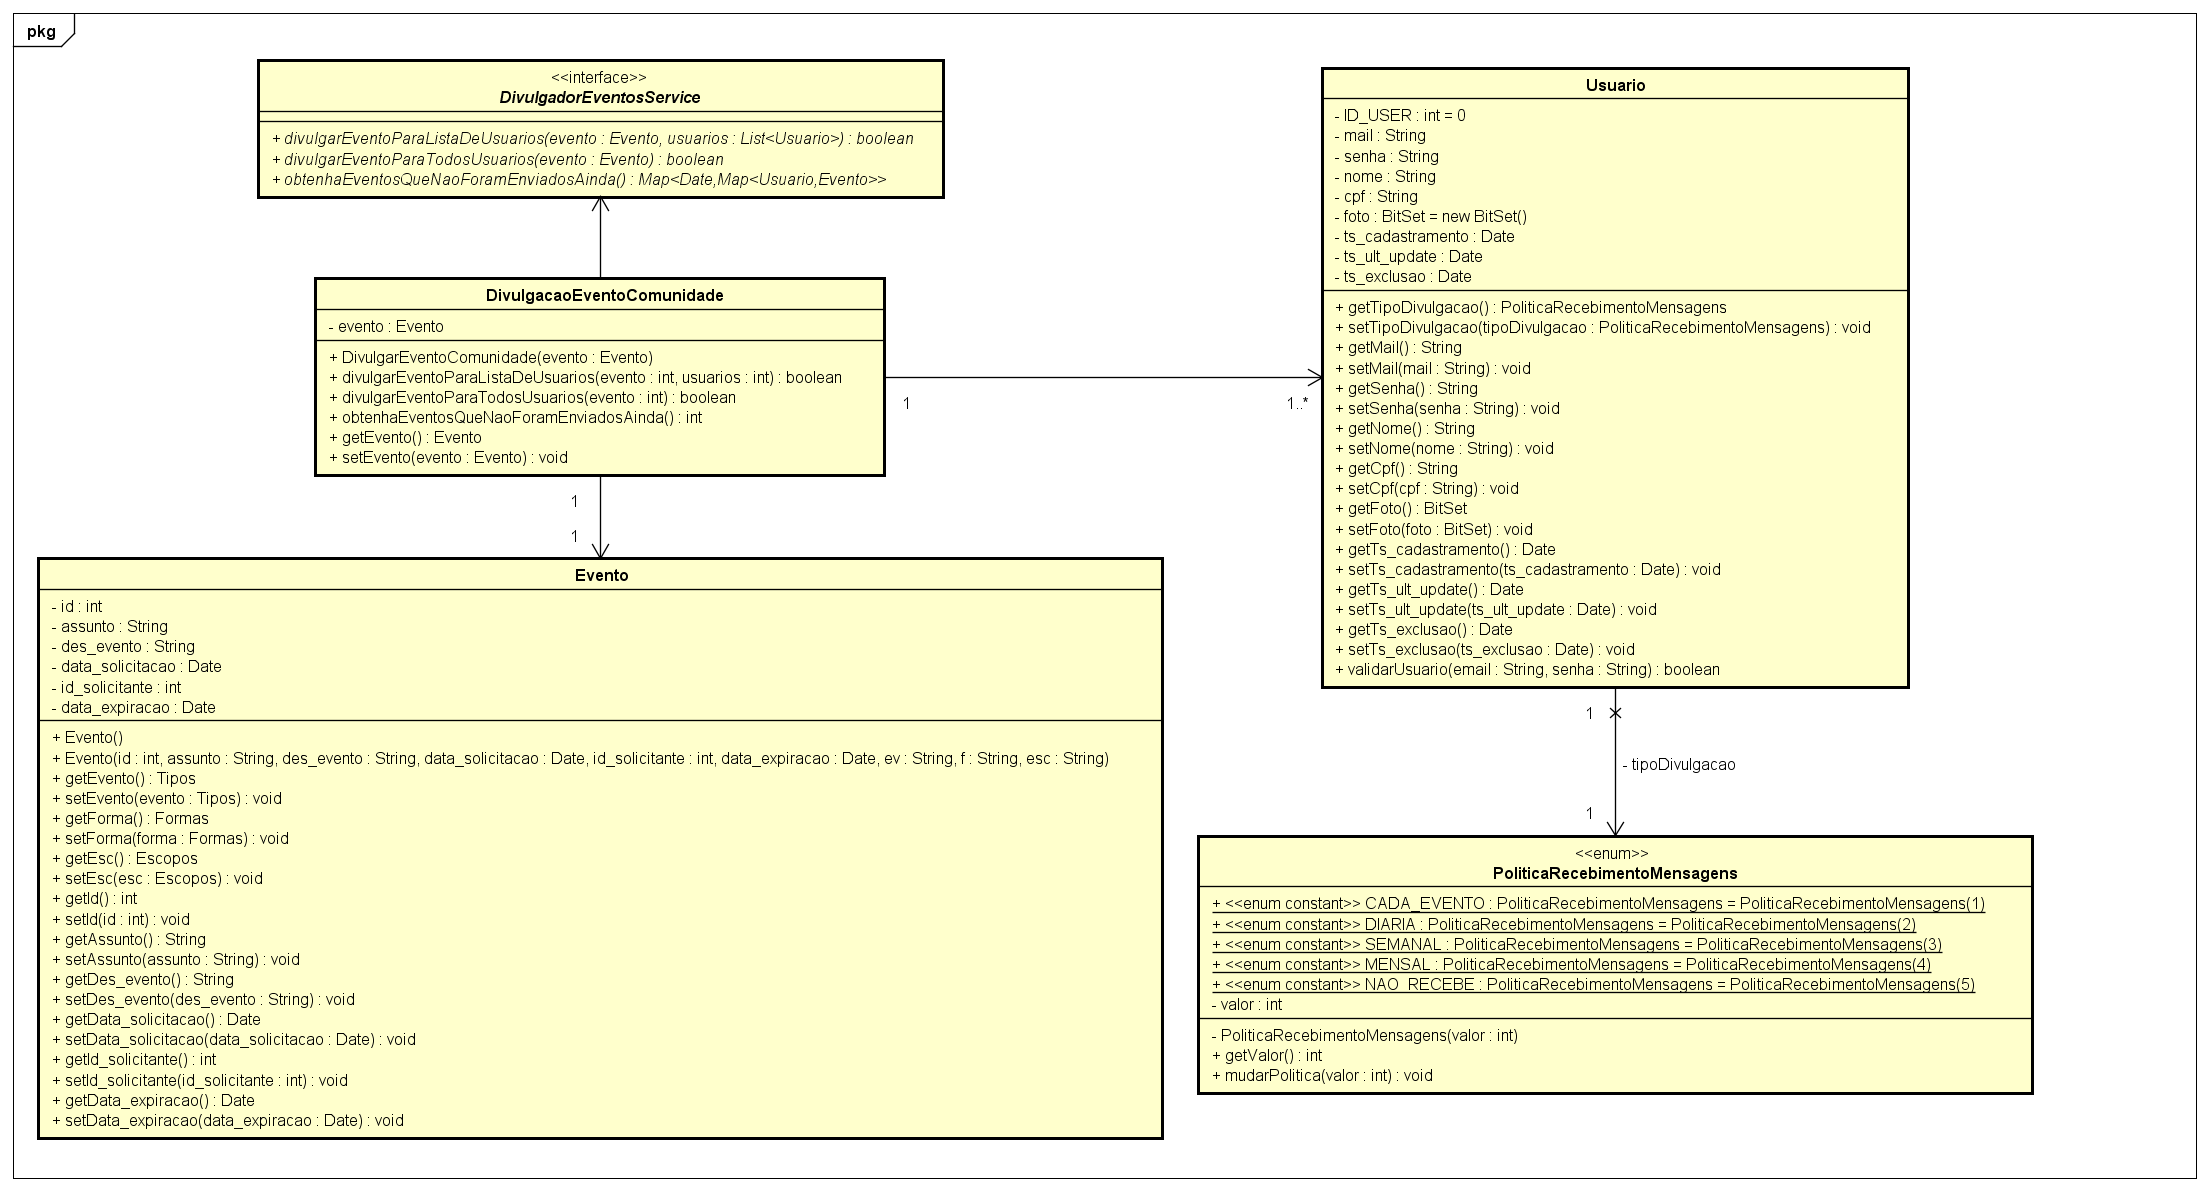 pkg
<<interface>>
DivulgadorEventosService
+ divulgarEventoParaListaDeUsuarios(evento : Evento, usuarios : List<Usuario>) : boolean
+ divulgarEventoParaTodosUsuarios(evento : Evento) : boolean
+ obtenhaEventosQueNaoForamEnviadosAinda() : Map<Date,Map<Usuario,Evento>>
DivulgacaoEventoComunidade
- evento : Evento
+ DivulgarEventoComunidade(evento : Evento)
+ divulgarEventoParaListaDeUsuarios(evento : int, usuarios : int) : boolean
+ divulgarEventoParaTodosUsuarios(evento : int) : boolean
+ obtenhaEventosQueNaoForamEnviadosAinda() : int
+ getEvento() : Evento
+ setEvento(evento : Evento) : void
1
1..*
1
1
Evento
- id : int
- assunto : String
- des_evento : String
- data_solicitacao : Date
- id_solicitante : int
- data_expiracao : Date
+ Evento()
+ Evento(id : int, assunto : String, des_evento : String, data_solicitacao : Date, id_solicitante : int, data_expiracao : Date, ev : String, f : String, esc : String)
+ getEvento() : Tipos
+ setEvento(evento : Tipos) : void
+ getForma() : Formas
+ setForma(forma : Formas) : void
+ getEsc() : Escopos
+ setEsc(esc : Escopos) : void
+ getId() : int
+ setId(id : int) : void
+ getAssunto() : String
+ setAssunto(assunto : String) : void
+ getDes_evento() : String
+ setDes_evento(des_evento : String) : void
+ getData_solicitacao() : Date
+ setData_solicitacao(data_solicitacao : Date) : void
+ getId_solicitante() : int
+ setId_solicitante(id_solicitante : int) : void
+ getData_expiracao() : Date
+ setData_expiracao(data_expiracao : Date) : void
Usuario
- ID_USER : int = 0
- mail : String
- senha : String
- nome : String
- cpf : String
- foto : BitSet = new BitSet()
- ts_cadastramento : Date
- ts_ult_update : Date
- ts_exclusao : Date
+ getTipoDivulgacao() : PoliticaRecebimentoMensagens
+ setTipoDivulgacao(tipoDivulgacao : PoliticaRecebimentoMensagens) : void
+ getMail() : String
+ setMail(mail : String) : void
+ getSenha() : String
+ setSenha(senha : String) : void
+ getNome() : String
+ setNome(nome : String) : void
+ getCpf() : String
+ setCpf(cpf : String) : void
+ getFoto() : BitSet
+ setFoto(foto : BitSet) : void
+ getTs_cadastramento() : Date
+ setTs_cadastramento(ts_cadastramento : Date) : void
+ getTs_ult_update() : Date
+ setTs_ult_update(ts_ult_update : Date) : void
+ getTs_exclusao() : Date
+ setTs_exclusao(ts_exclusao : Date) : void
+ validarUsuario(email : String, senha : String) : boolean
1
- tipoDivulgacao
1
<<enum>>
PoliticaRecebimentoMensagens
+ <<enum constant>> CADA_EVENTO : PoliticaRecebimentoMensagens = PoliticaRecebimentoMensagens(1)
+ <<enum constant>> DIARIA : PoliticaRecebimentoMensagens = PoliticaRecebimentoMensagens(2)
+ <<enum constant>> SEMANAL : PoliticaRecebimentoMensagens = PoliticaRecebimentoMensagens(3)
+ <<enum constant>> MENSAL : PoliticaRecebimentoMensagens = PoliticaRecebimentoMensagens(4)
+ <<enum constant>> NAO_RECEBE : PoliticaRecebimentoMensagens = PoliticaRecebimentoMensagens(5)
- valor : int
- PoliticaRecebimentoMensagens(valor : int)
+ getValor() : int
+ mudarPolitica(valor : int) : void